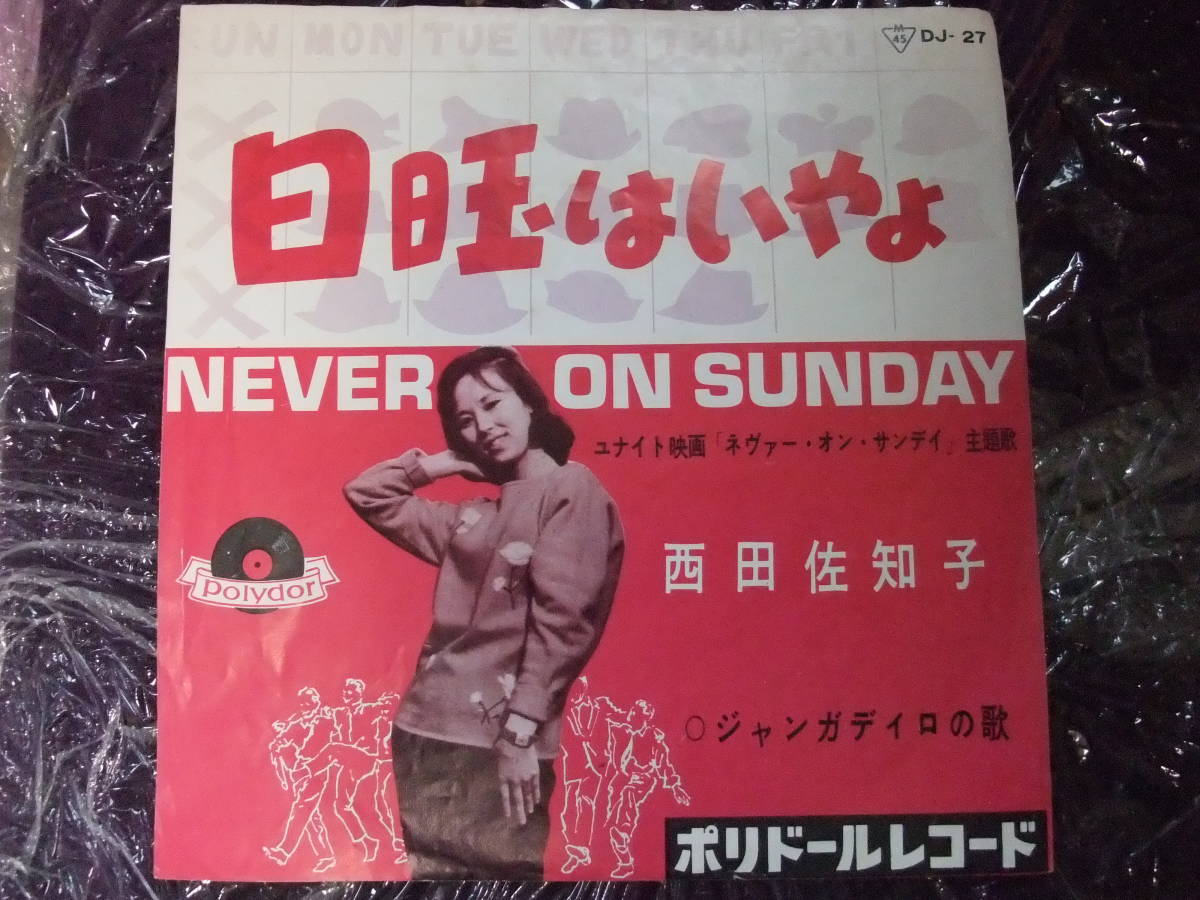 UN MON TUE WED THU FRI
M 45 DJ-27
日旺はいやよ
NEVER ON SUNDAY
ユナイト映画「ネヴァー・オン・サンデイ」主題歌
西田佐知子
Polydor
○ジャンガディロの歌
ポリドールレコード